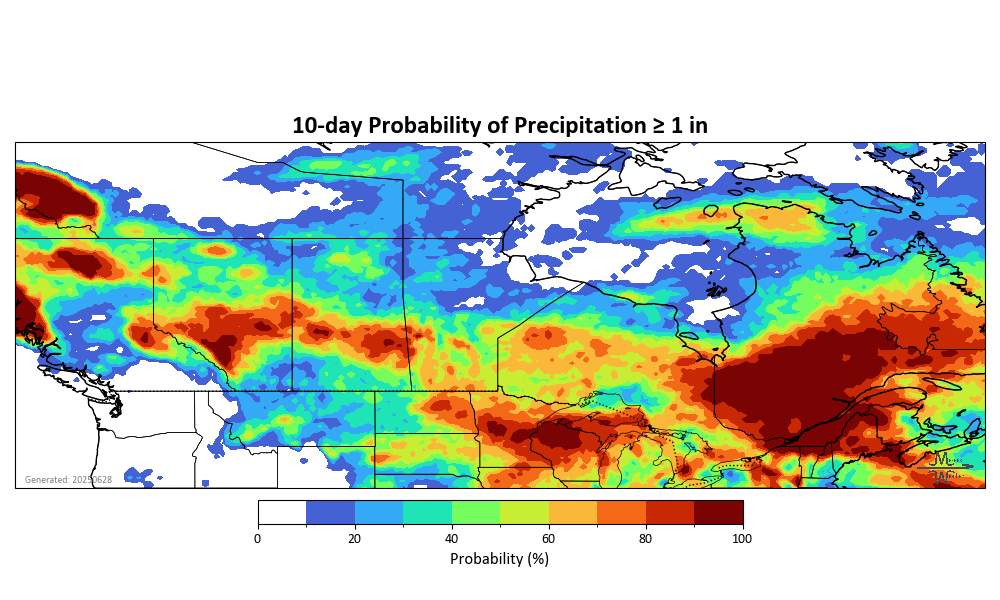 10-day Probability of Precipitation ≥ 1 in
Generated: 20250628
0 20 40 60 80 100
Probability (%)